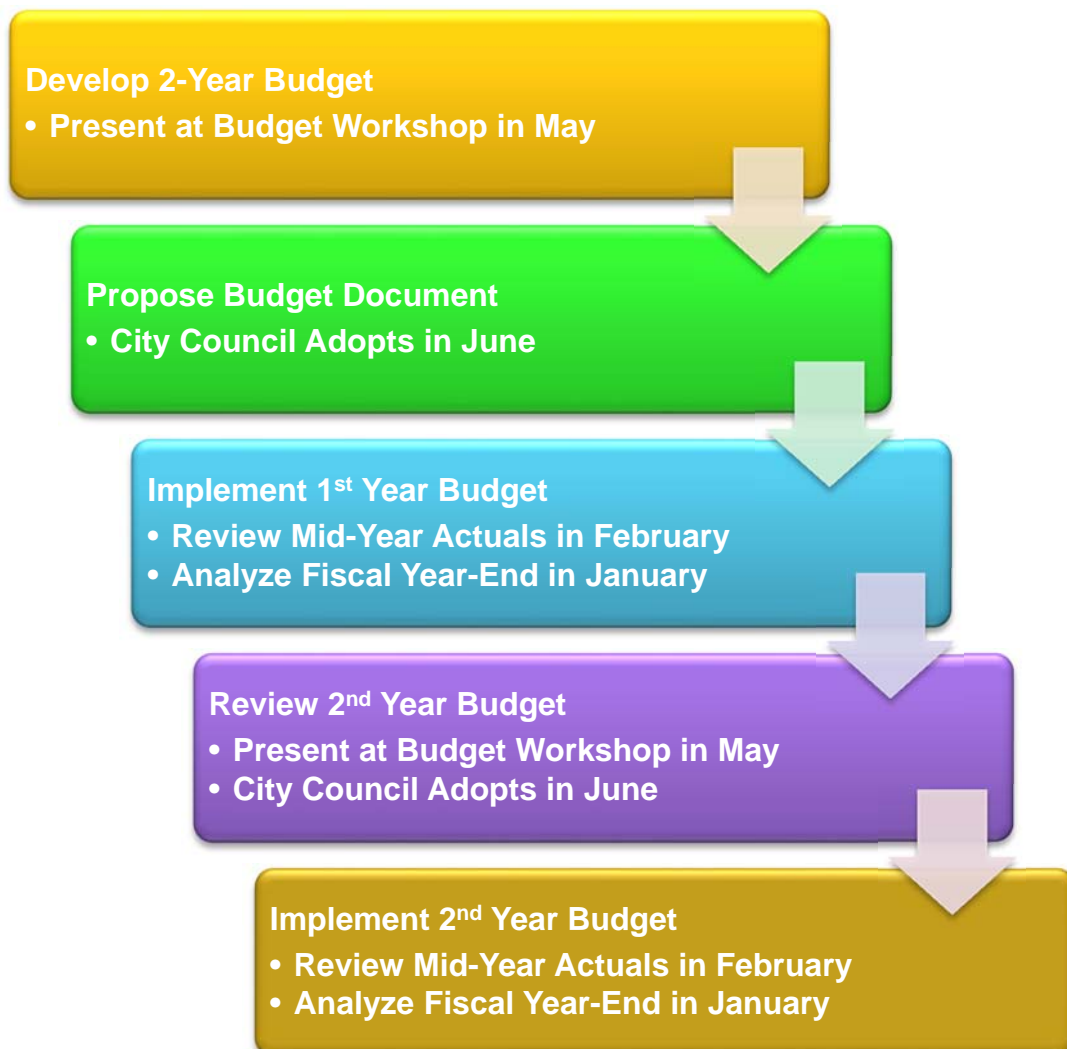 Develop 2-Year Budget
• Present at Budget Workshop in May
Propose Budget Document
• City Council Adopts in June
Implement 1st Year Budget
• Review Mid-Year Actuals in February
• Analyze Fiscal Year-End in January
Review 2nd Year Budget
• Present at Budget Workshop in May
• City Council Adopts in June
Implement 2nd Year Budget
• Review Mid-Year Actuals in February
• Analyze Fiscal Year-End in January